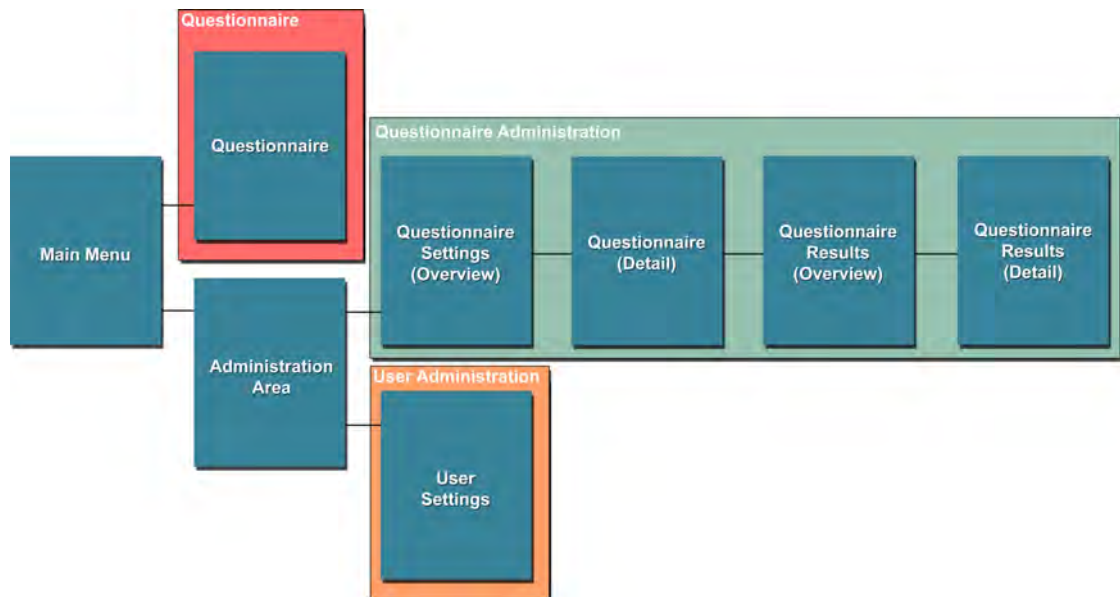 Questionnaire
Questionnaire
Questionnaire Administration
Main Menu
Questionnaire
Settings
(Overview)
Questionnaire
(Detail)
Questionnaire
Results
(Overview)
Questionnaire
Results
(Detail)
Administration
Area
User Administration
User
Settings